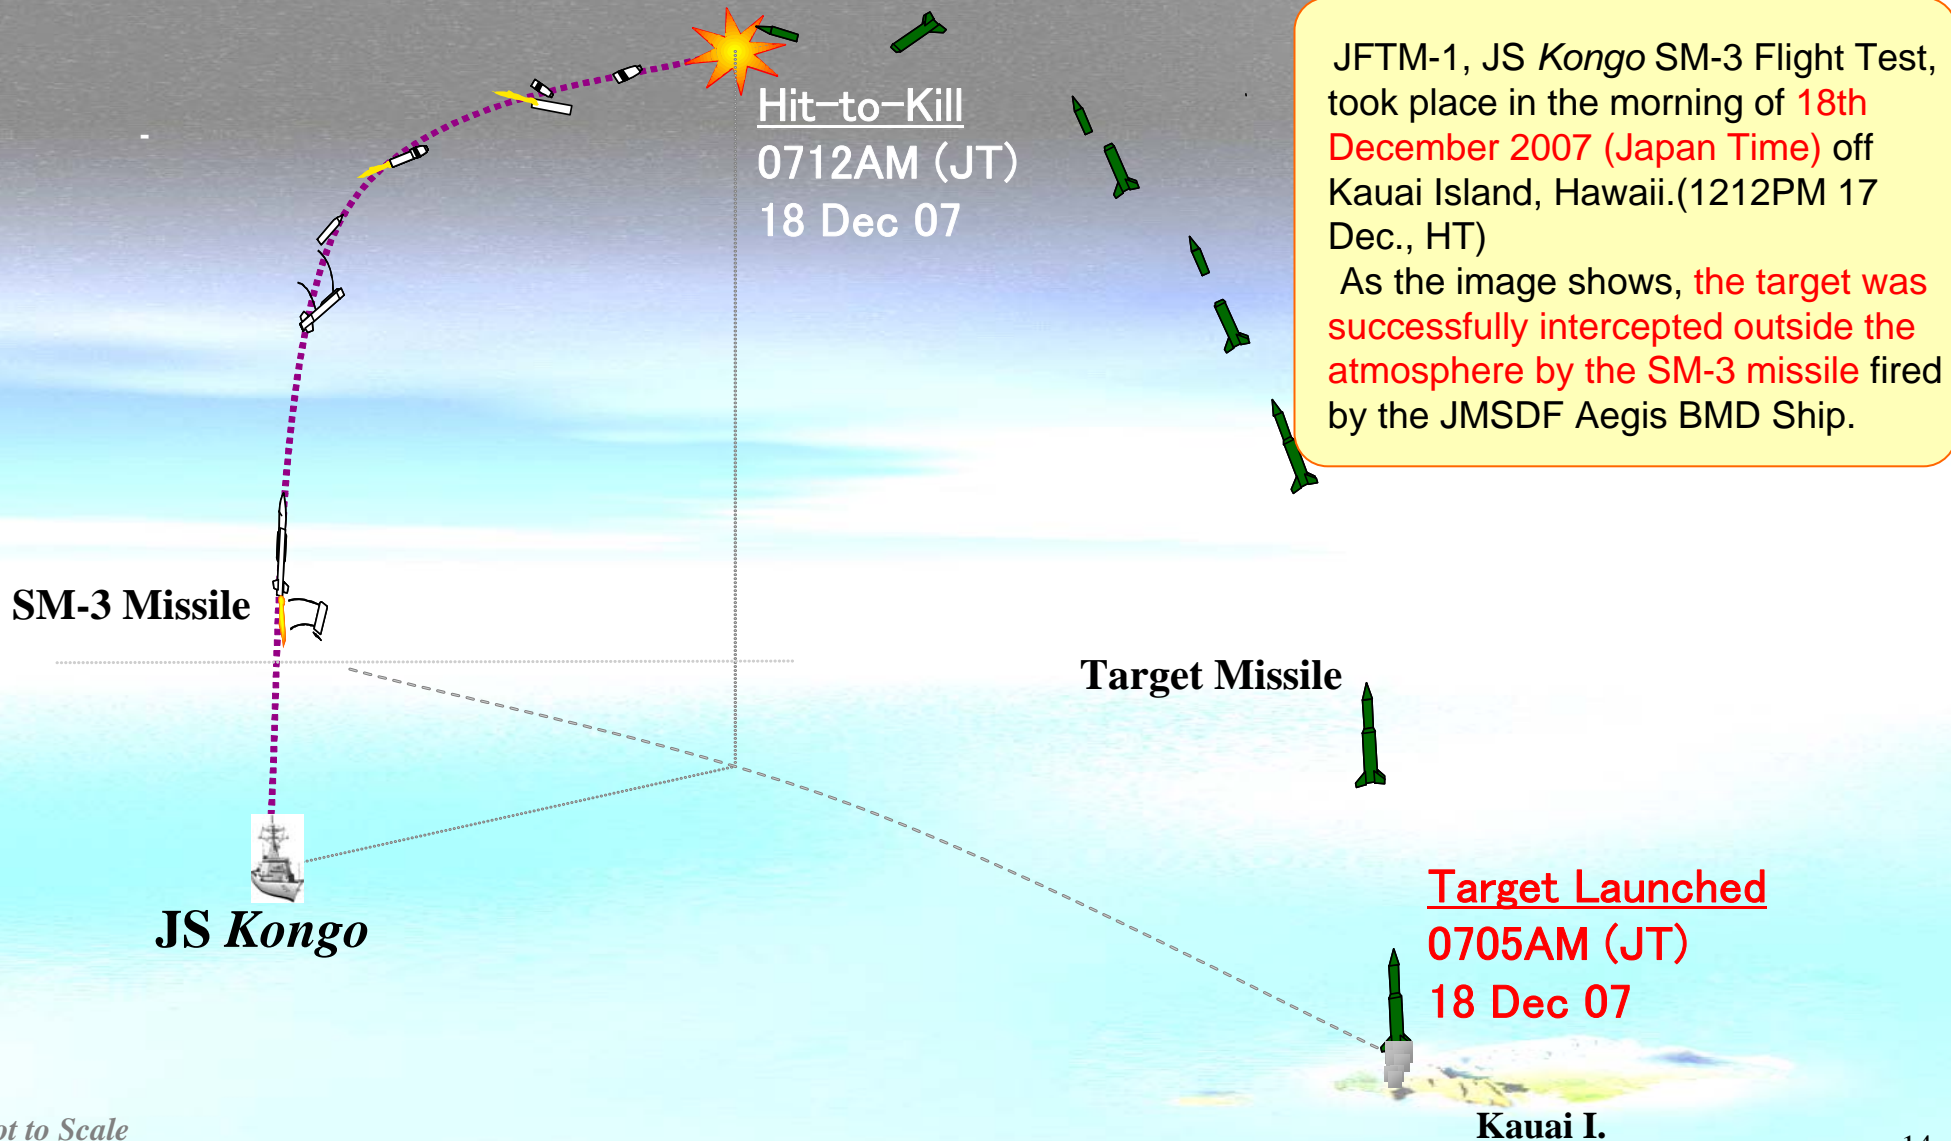 JFTM-1, JS Kongo SM-3 Flight Test,
took place in the morning of 18th
December 2007 (Japan Time) off
Kauai Island, Hawaii.(1212PM 17
Dec., HT)
As the image shows, the target was
successfully intercepted outside the
atmosphere by the SM-3 missile fired
by the JMSDF Aegis BMD Ship.
Hit-to-Kill
0712AM (JT)
18 Dec 07
SM-3 Missile
Target Missile
JS Kongo
Target Launched
0705AM (JT)
18 Dec 07
Kauai I.
to Scale